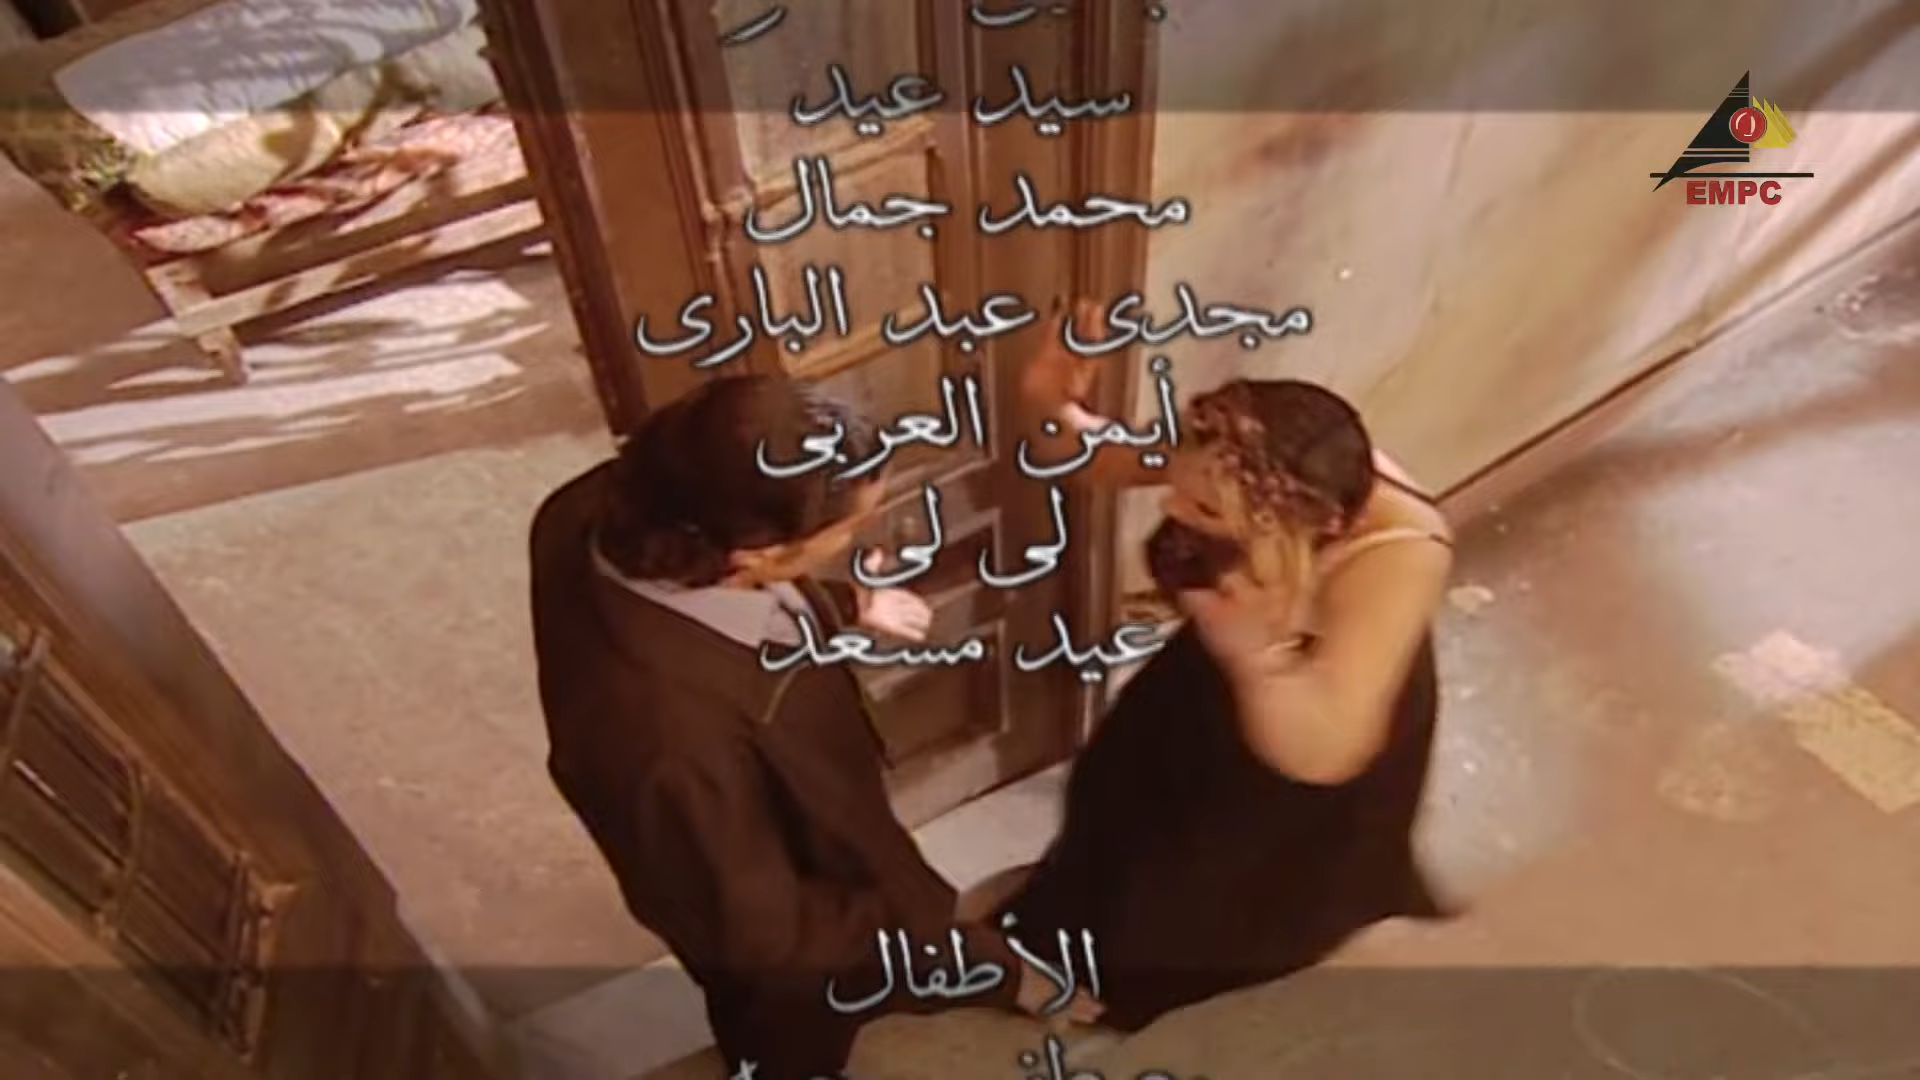 سيد عيد
محمد جمال
مجدى عبد البارى
أيمن العربى
لى لى
عيد مسعد
الأطفال
EMPC